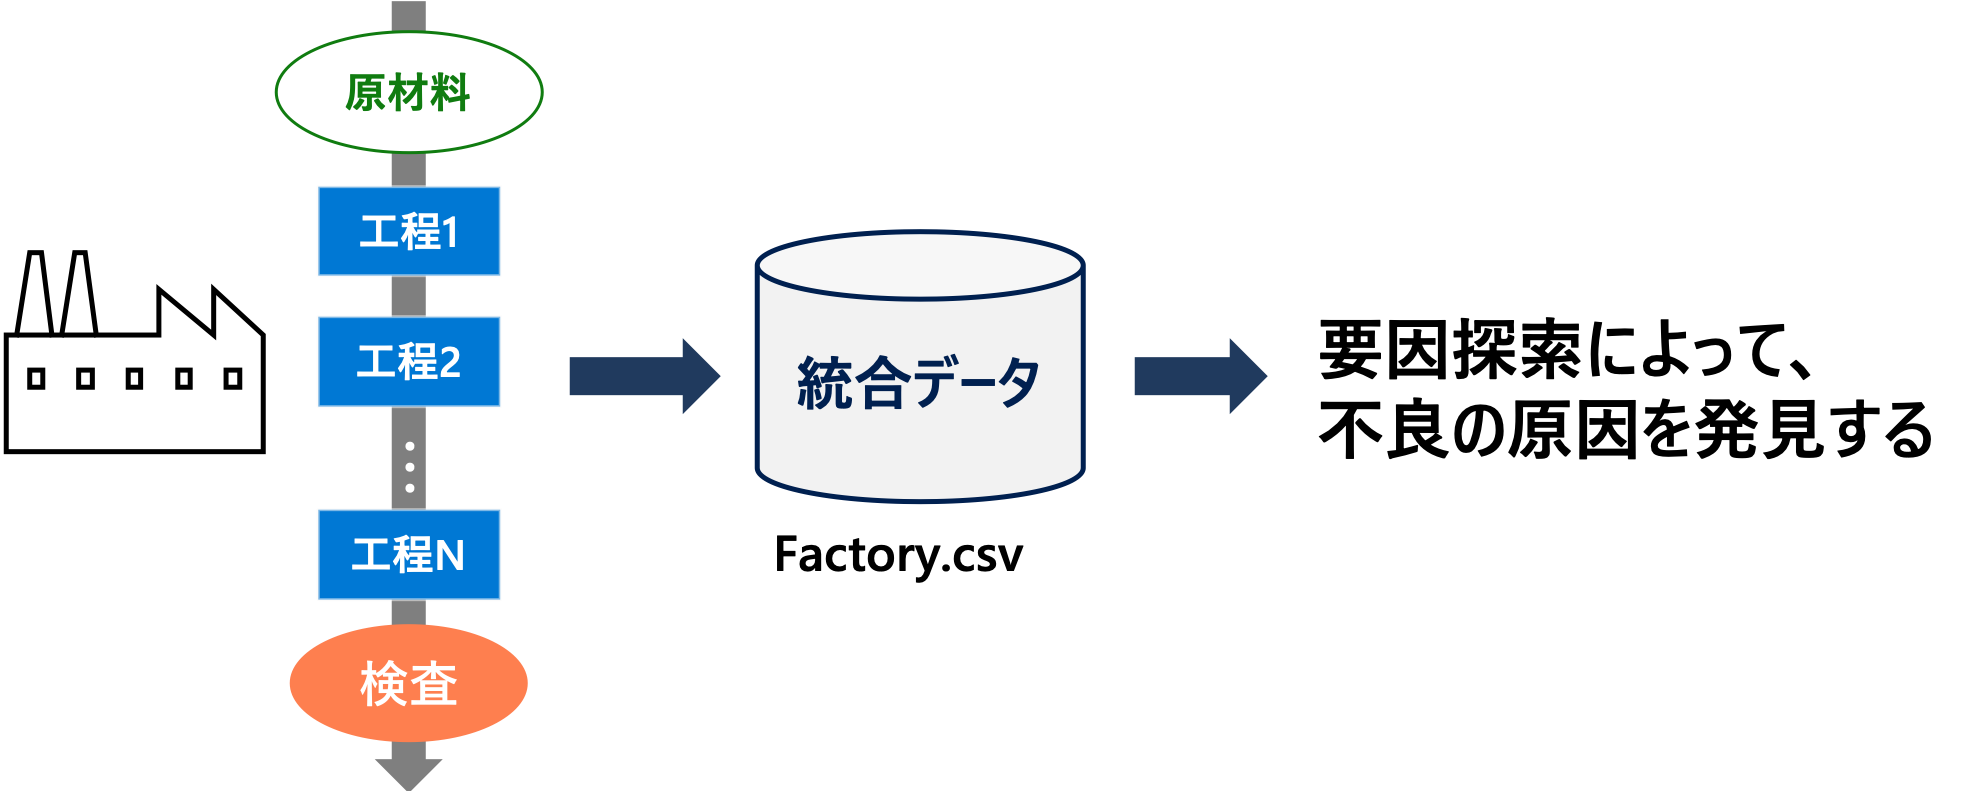 原材料
工程1
工程2
工程N
検査
統合データ
Factory.csv
要因探索によって、
不良の原因を発見する